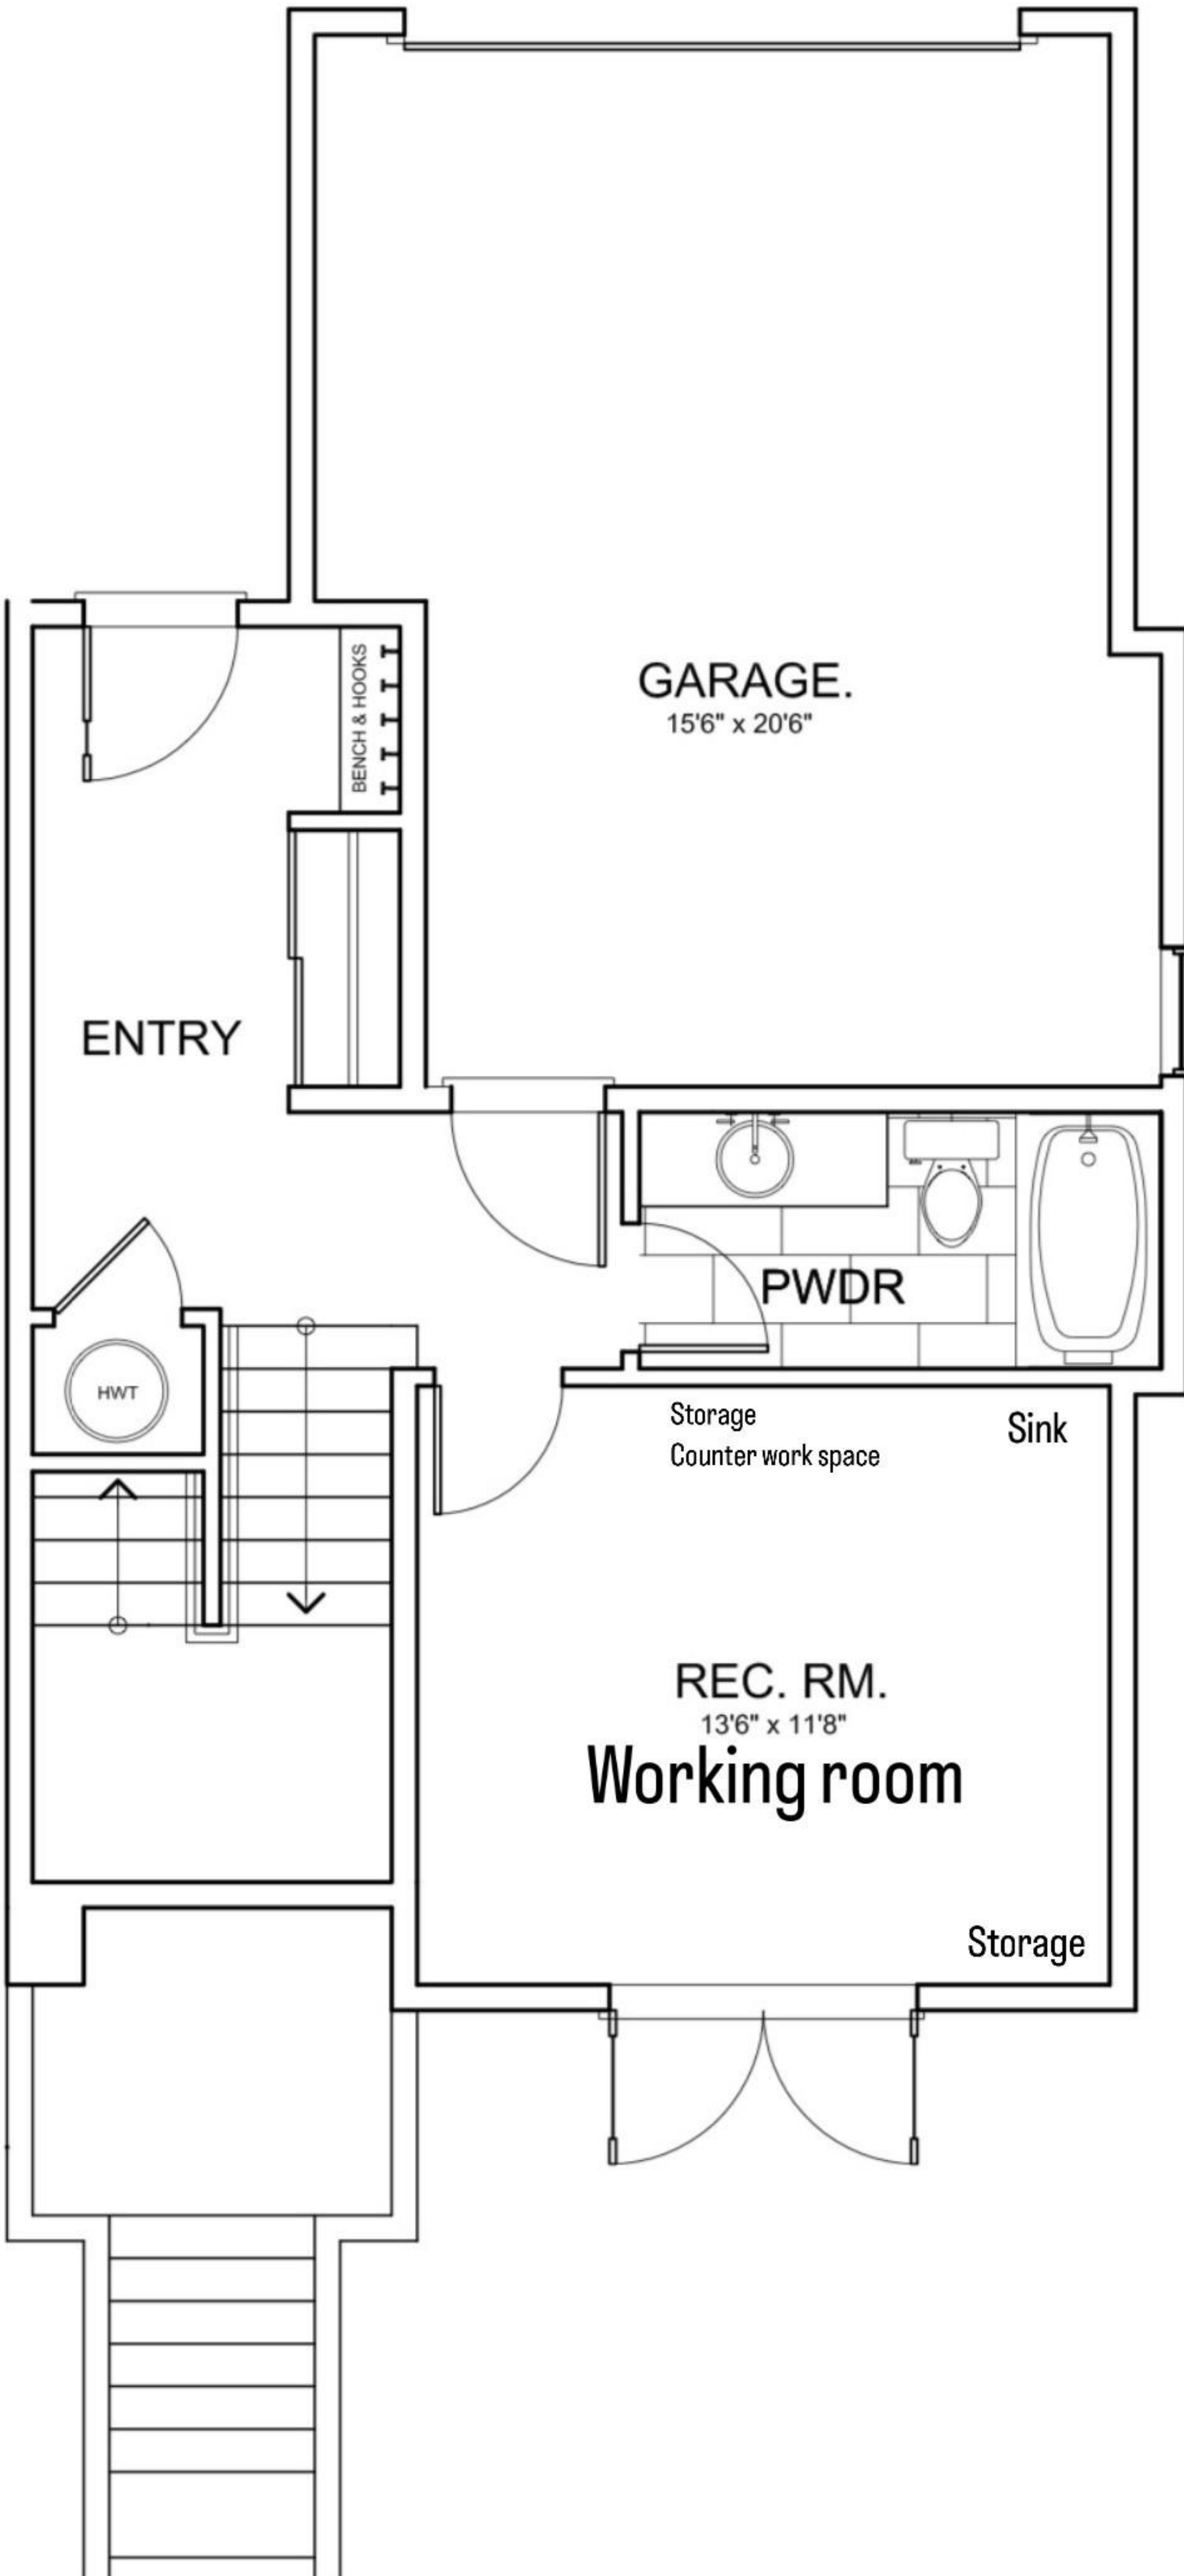 GARAGE.
15'6" x 20'6"
BENCH & HOOKS
ENTRY
PWDR
HWT
Storage
Counter work space
Sink
REC. RM.
13'6" x 11'8"
Working room
Storage